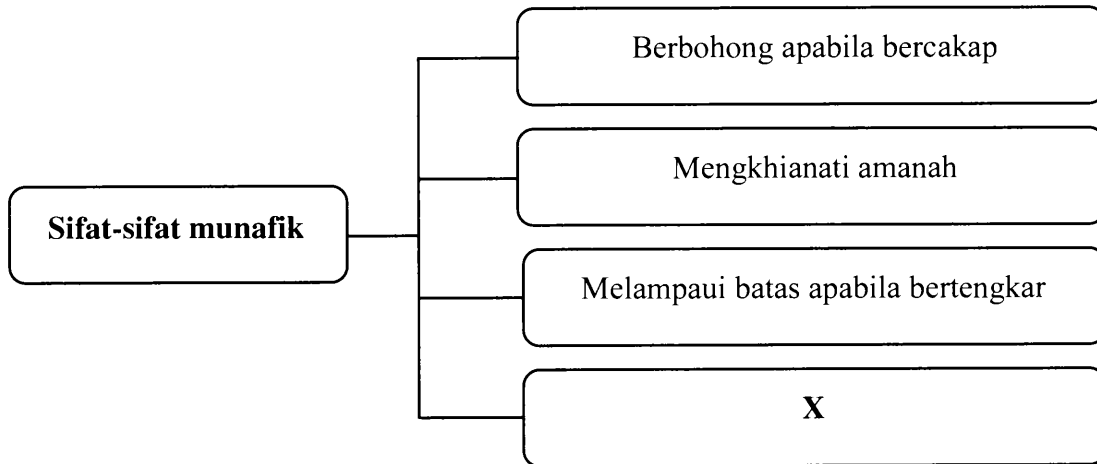 Berbohong apabila bercakap
Mengkhianati amanah
Sifat-sifat munafik
Melampaui batas apabila bertengkar
X